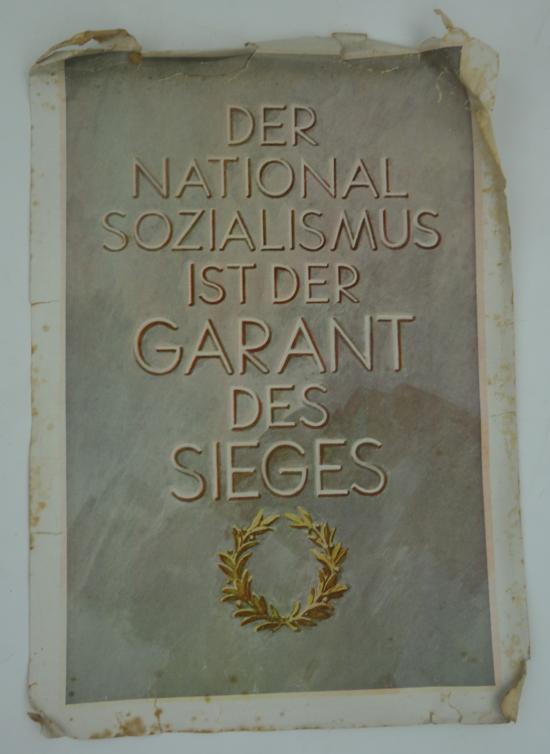 DER
NATIONAL
SOZIALISMUS
IST DER
GARANT
DES
SIEGES